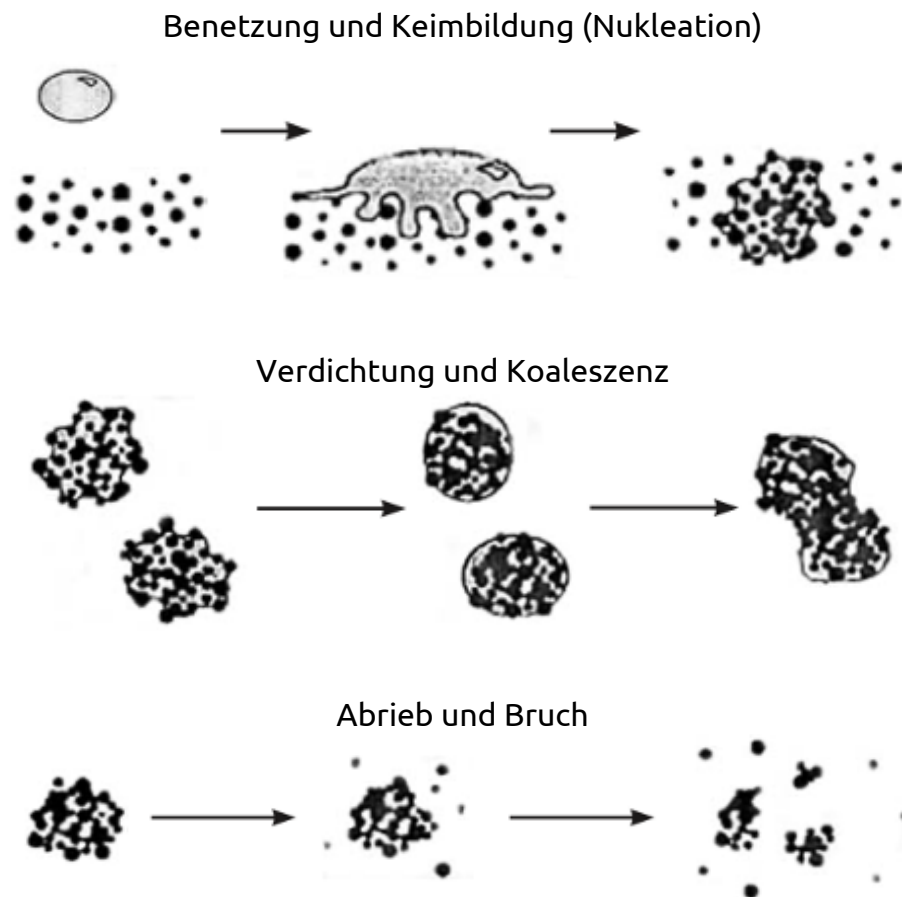 Benetzung und Keimbildung (Nukleation)
Verdichtung und Koaleszenz
Abrieb und Bruch